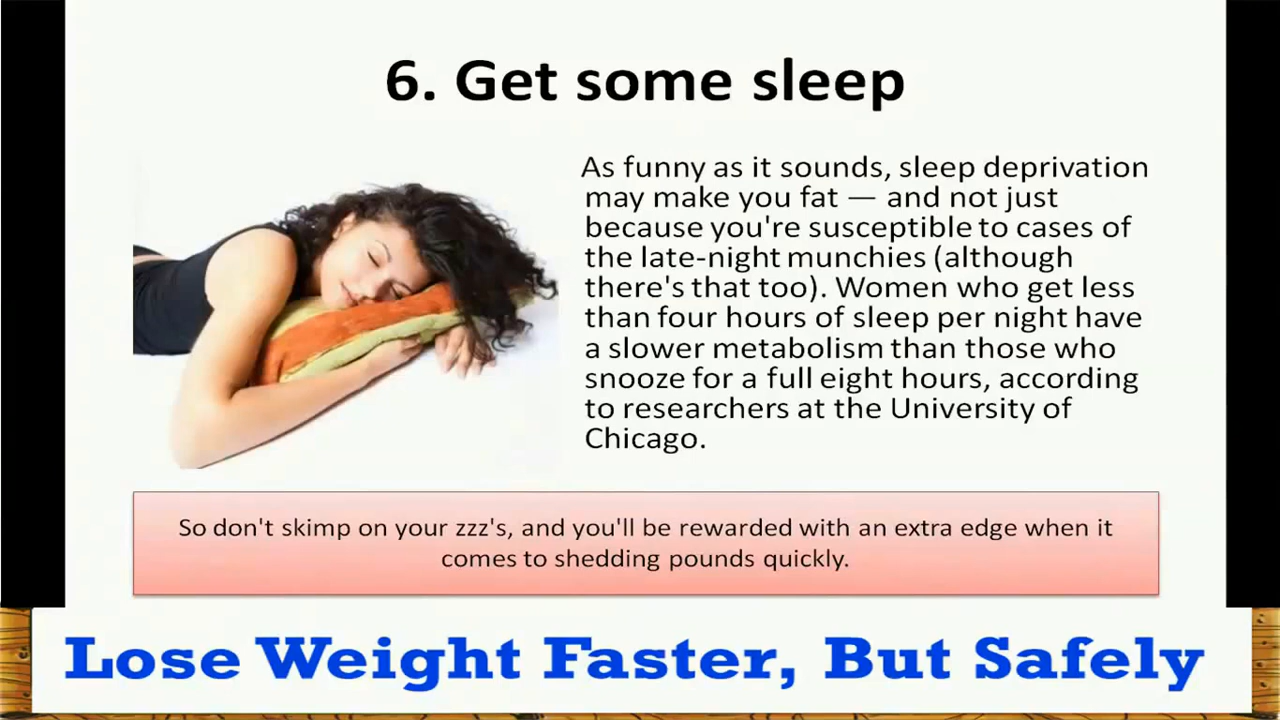 6. Get some sleep
As funny as it sounds, sleep deprivation
may make you fat — and not just
because you're susceptible to cases of
the late-night munchies (although
there's that too). Women who get less
than four hours of sleep per night have
a slower metabolism than those who
snooze for a full eight hours, according
to researchers at the University of
Chicago.
So don't skimp on your zzz's, and you'll be rewarded with an extra edge when it
comes to shedding pounds quickly.
Lose Weight Faster, But Safely